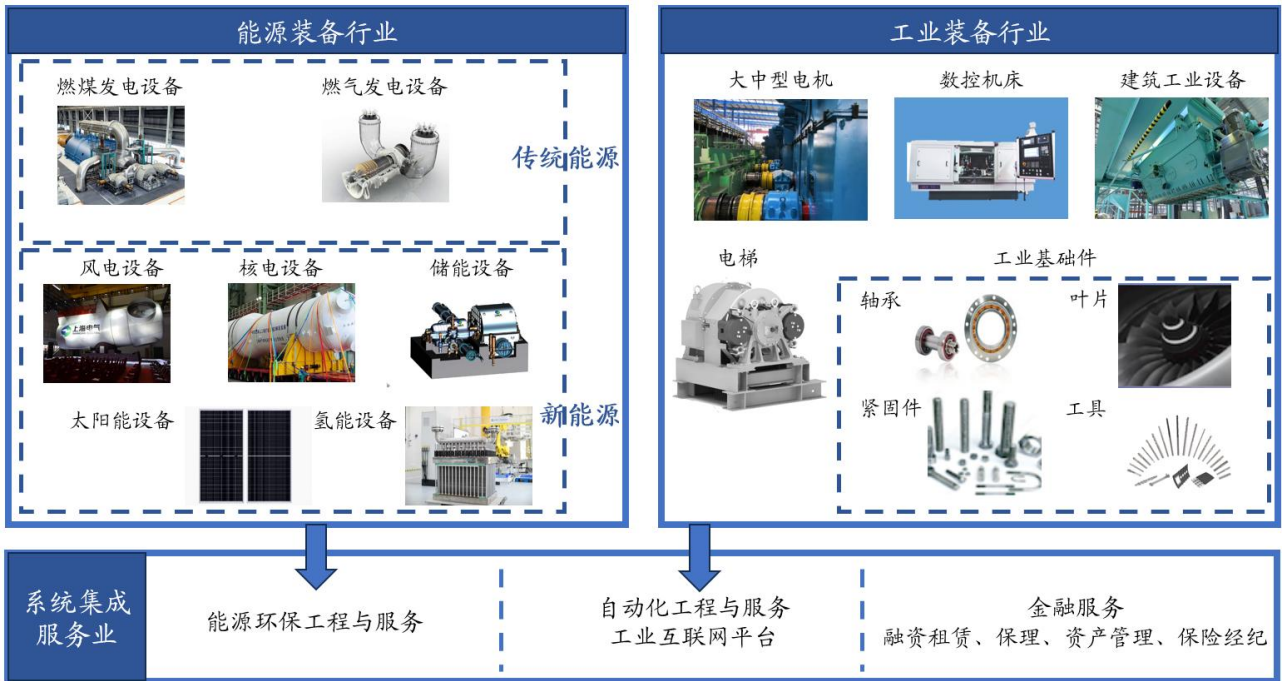 能源装备行业
燃煤发电设备
燃气发电设备
传统能源
风电设备
核电设备
储能设备
上海电气
太阳能设备
氢能设备
新能源
工业装备行业
大中型电机
数控机床
建筑工业设备
电梯
工业基础件
轴承
叶片
紧固件
工具
系统集成
服务业
能源环保工程与服务
自动化工程与服务
工业互联网平台
金融服务
融资租赁、保理、资产管理、保险经纪